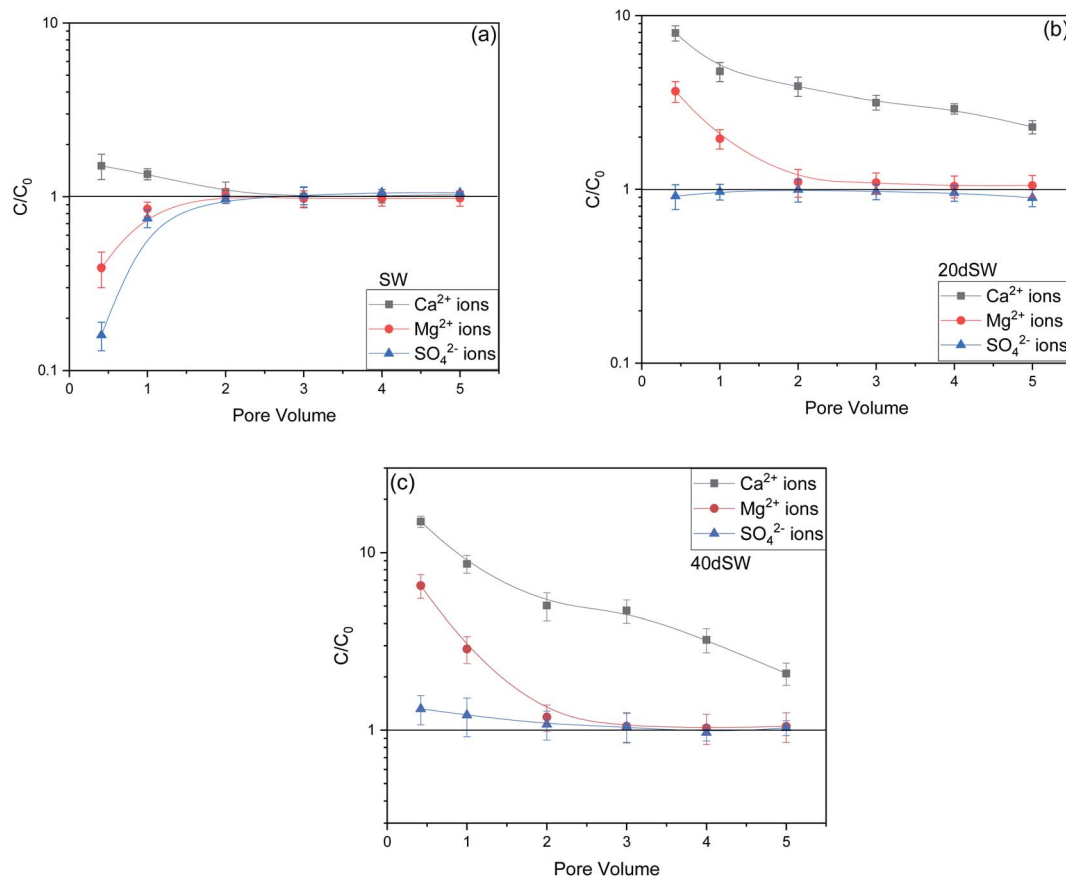 (a)
10
1
0.1
C/C₀
0 1 2 3 4 5
Pore Volume
SW
Ca²⁺ ions
Mg²⁺ ions
SO₄²⁻ ions
(b)
10
1
0.1
C/C₀
0 1 2 3 4 5
Pore Volume
20dSW
Ca²⁺ ions
Mg²⁺ ions
SO₄²⁻ ions
(c)
10
1
C/C₀
0 1 2 3 4 5
Pore Volume
Ca²⁺ ions
Mg²⁺ ions
SO₄²⁻ ions
40dSW